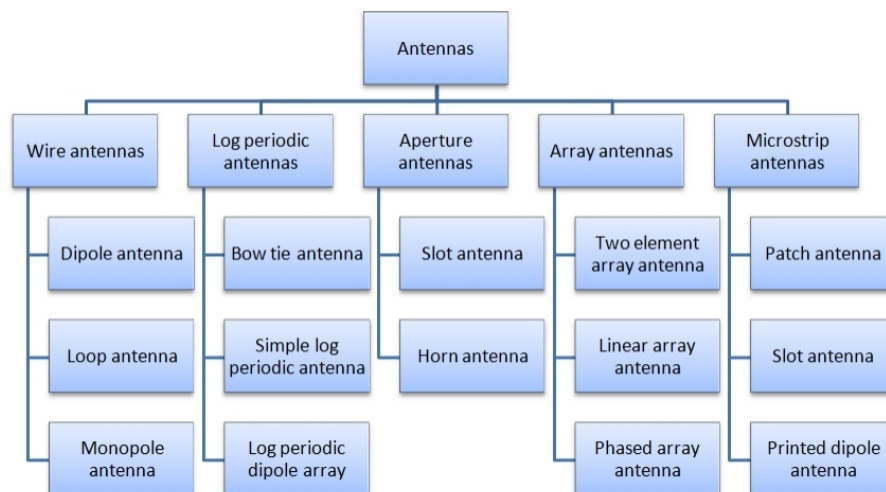 Antennas
Wire antennas
Log periodic
antennas
Aperture
antennas
Array antennas
Microstrip
antennas
Dipole antenna
Bow tie antenna
Slot antenna
Two element
array antenna
Patch antenna
Loop antenna
Simple log
periodic antenna
Horn antenna
Linear array
antenna
Slot antenna
Monopole
antenna
Log periodic
dipole array
Phased array
antenna
Printed dipole
antenna